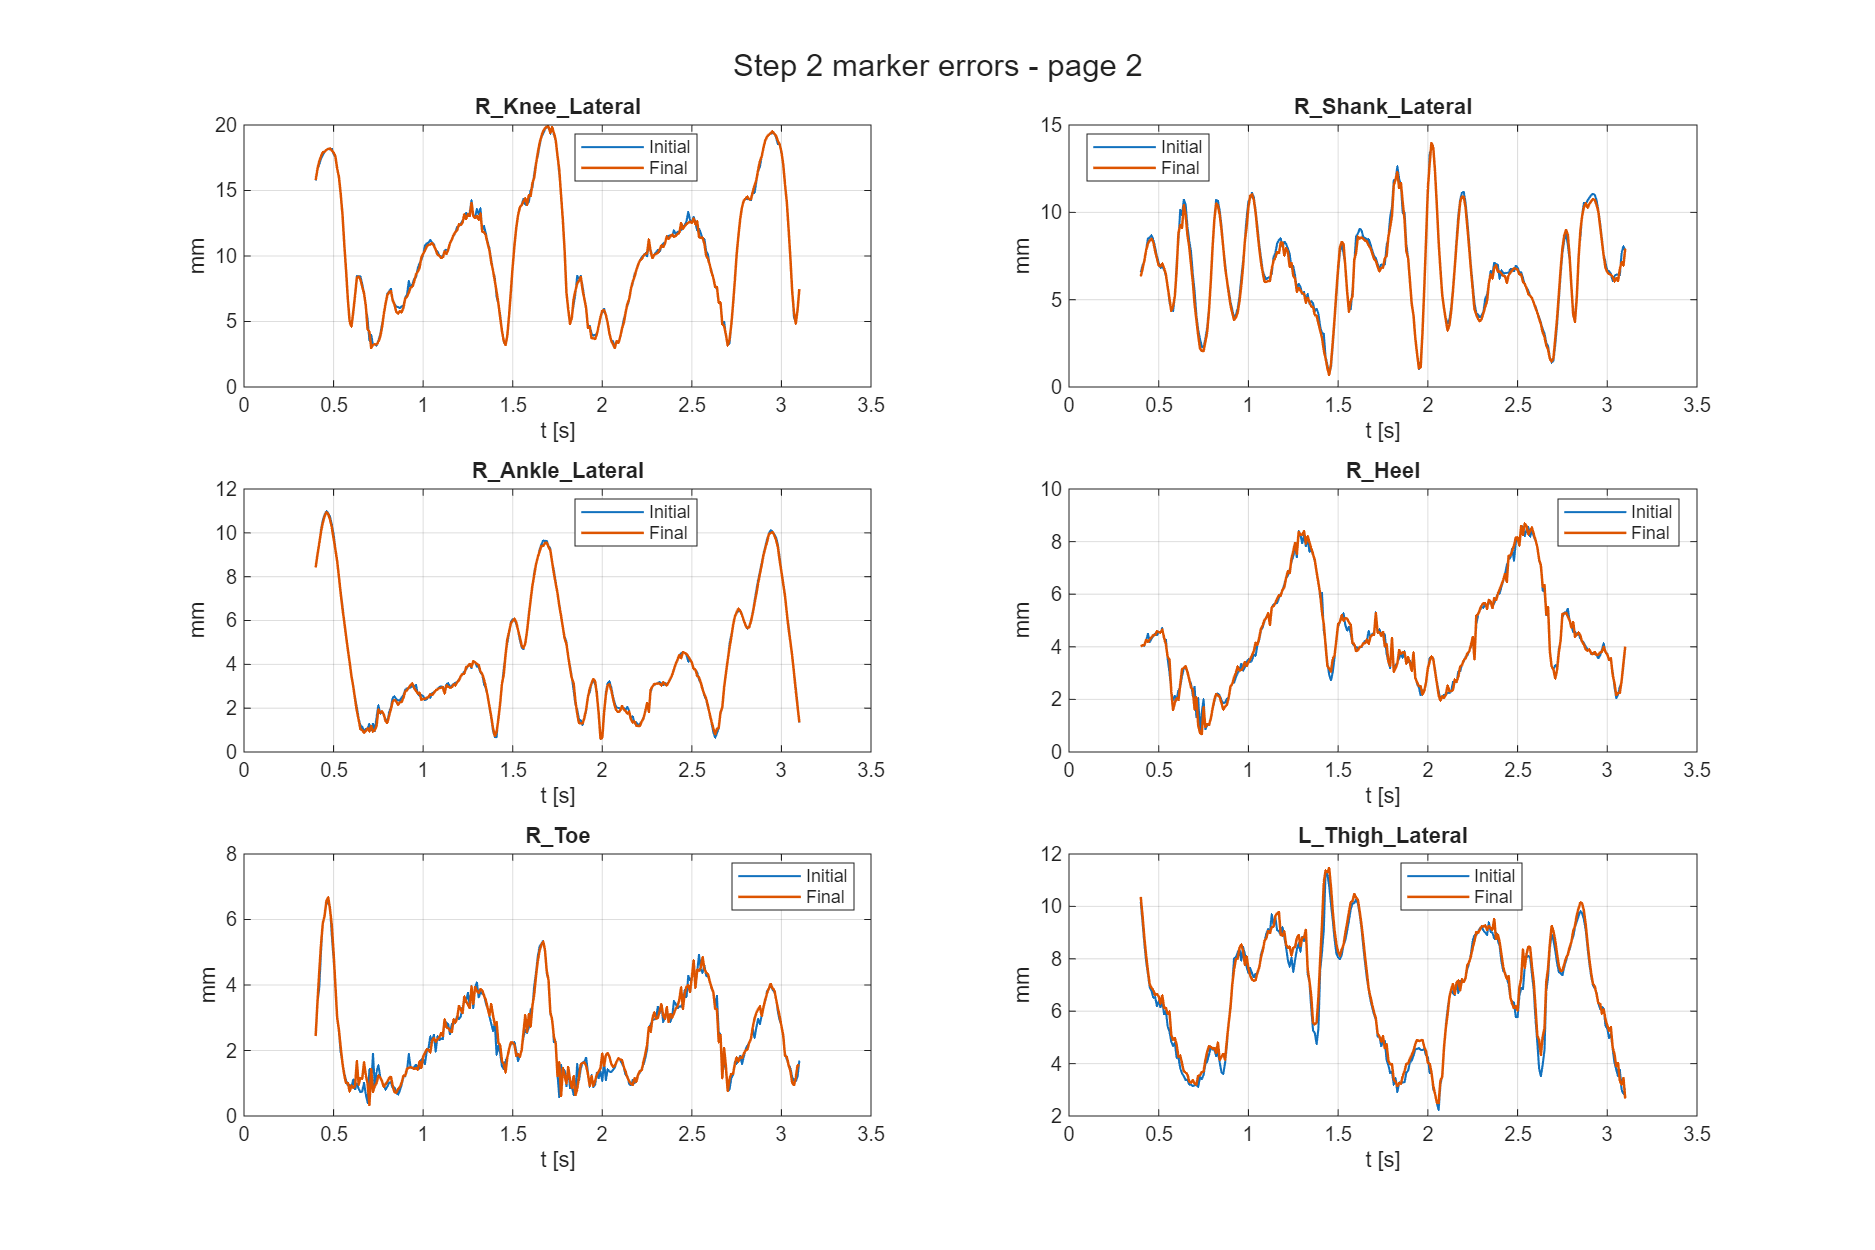 Step 2 marker errors - page 2
R_Knee_Lateral
20
15
10
5
0
mm
Initial
Final
0 0.5 1 1.5 2 2.5 3 3.5
t [s]
R_Shank_Lateral
15
10
5
0
mm
Initial
Final
0 0.5 1 1.5 2 2.5 3 3.5
t [s]
R_Ankle_Lateral
12
10
8
6
4
2
0
mm
Initial
Final
0 0.5 1 1.5 2 2.5 3 3.5
t [s]
R_Heel
10
8
6
4
2
0
mm
Initial
Final
0 0.5 1 1.5 2 2.5 3 3.5
t [s]
R_Toe
8
6
4
2
0
mm
Initial
Final
0 0.5 1 1.5 2 2.5 3 3.5
t [s]
L_Thigh_Lateral
12
10
8
6
4
2
mm
Initial
Final
0 0.5 1 1.5 2 2.5 3 3.5
t [s]